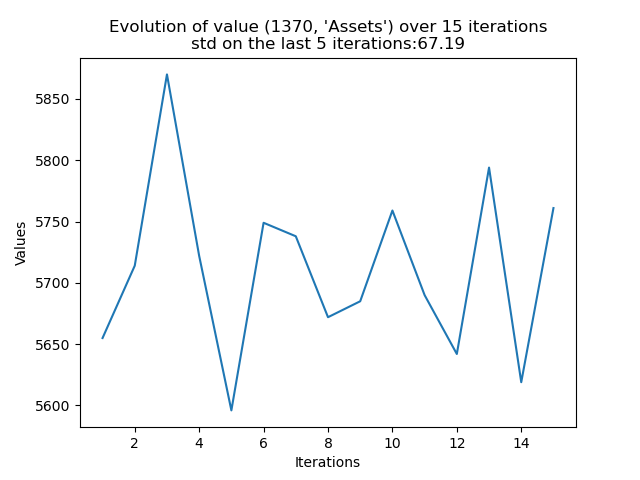 Evolution of value (1370, 'Assets') over 15 iterations
std on the last 5 iterations:67.19
Values
5850
5800
5750
5700
5650
5600
2 4 6 8 10 12 14
Iterations